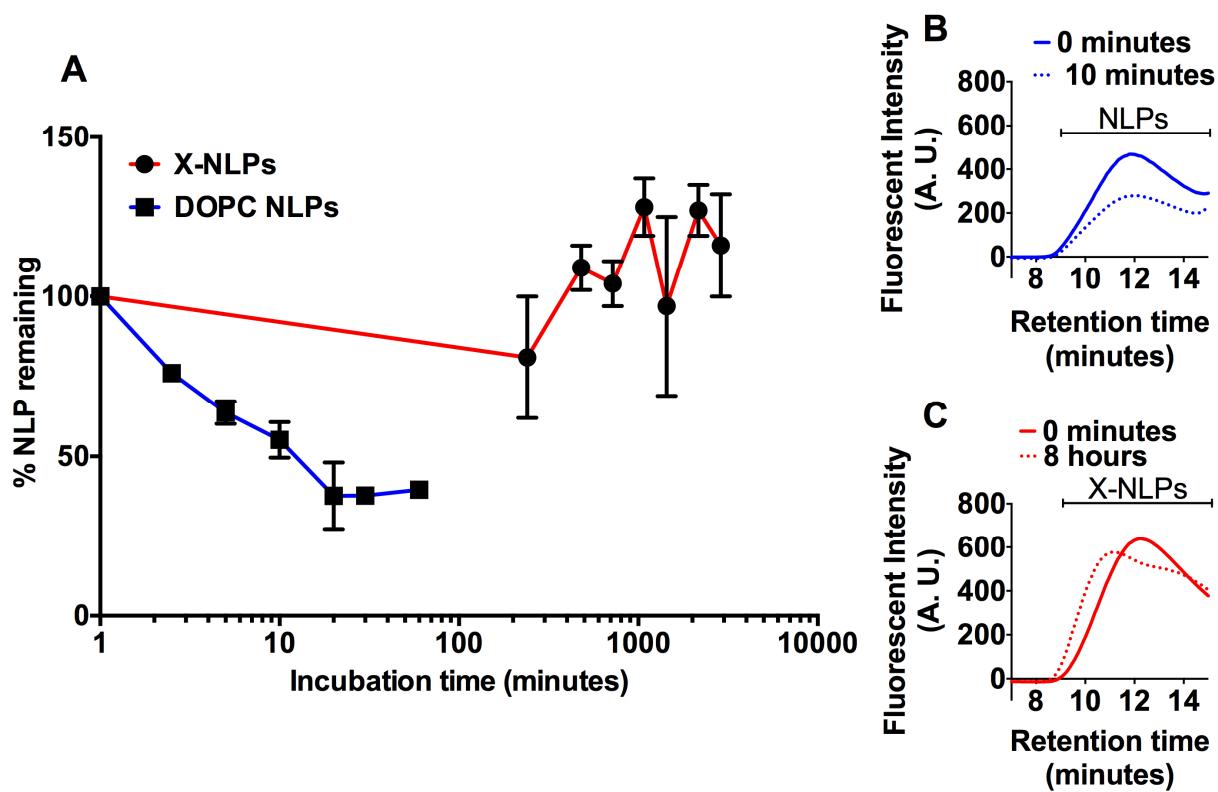 A
150
100
50
0
% NLP remaining
X-NLPs
DOPC NLPs
1
10
100
1000
10000
Incubation time (minutes)
B
0 minutes
10 minutes
NLPs
Fluorescent Intensity
(A. U.)
800
600
400
200
0
8
10
12
14
Retention time
(minutes)
C
0 minutes
8 hours
X-NLPs
Fluorescent Intensity
(A. U.)
800
600
400
200
0
8
10
12
14
Retention time
(minutes)